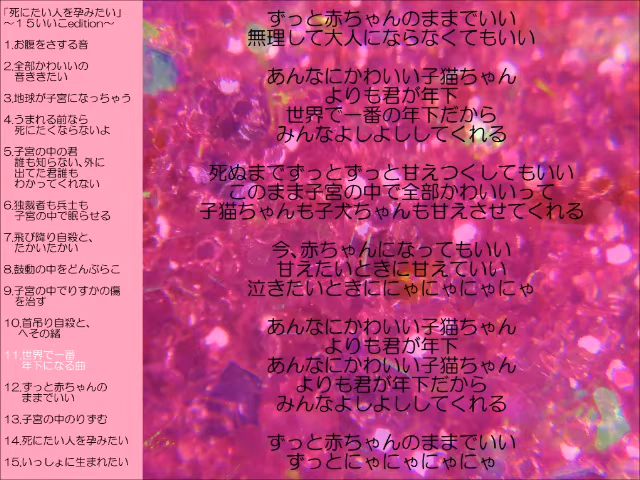 「死にたい人を孕みたい」
～１５いいこedition～
1.お腹をさする音
2.全部かわいいの
音ききたい
3.地球が子宮になっちゃう
4.うまれる前なら
死にたくならないよ
5.子宮の中の君
誰も知らない、外に
出てた君誰も
わかってくれない
6.独裁者も兵士も
子宮の中で眠らせる
7.飛び降り自殺と、
たかいたかい
8.鼓動の中をどんぶらこ
9.子宮の中でりすかの傷
を治す
10.首吊り自殺と、
へその緒
11.世界で一番
年下になる曲
12.ずっと赤ちゃんの
ままでいい
13.子宮の中のりずむ
14.死にたい人を孕みたい
15.いっしょに生まれたい
ずっと赤ちゃんのままでいい
無理して大人にならなくてもいい
あんなにかわいい子猫ちゃん
よりも君が年下
世界で一番の年下だから
みんなよしよししてくれる
死ぬまでずっとずっと甘えつくしてもいい
このまま子宮の中で全部かわいいって
子猫ちゃんも子犬ちゃんも甘えさせてくれる
今、赤ちゃんになってもいい
甘えたいときに甘えていい
泣きたいときににゃにゃにゃにゃ
あんなにかわいい子猫ちゃん
よりも君が年下
あんなにかわいい子猫ちゃん
よりも君が年下だから
みんなよしよししてくれる
ずっと赤ちゃんのままでいい
ずっとにゃにゃにゃにゃ